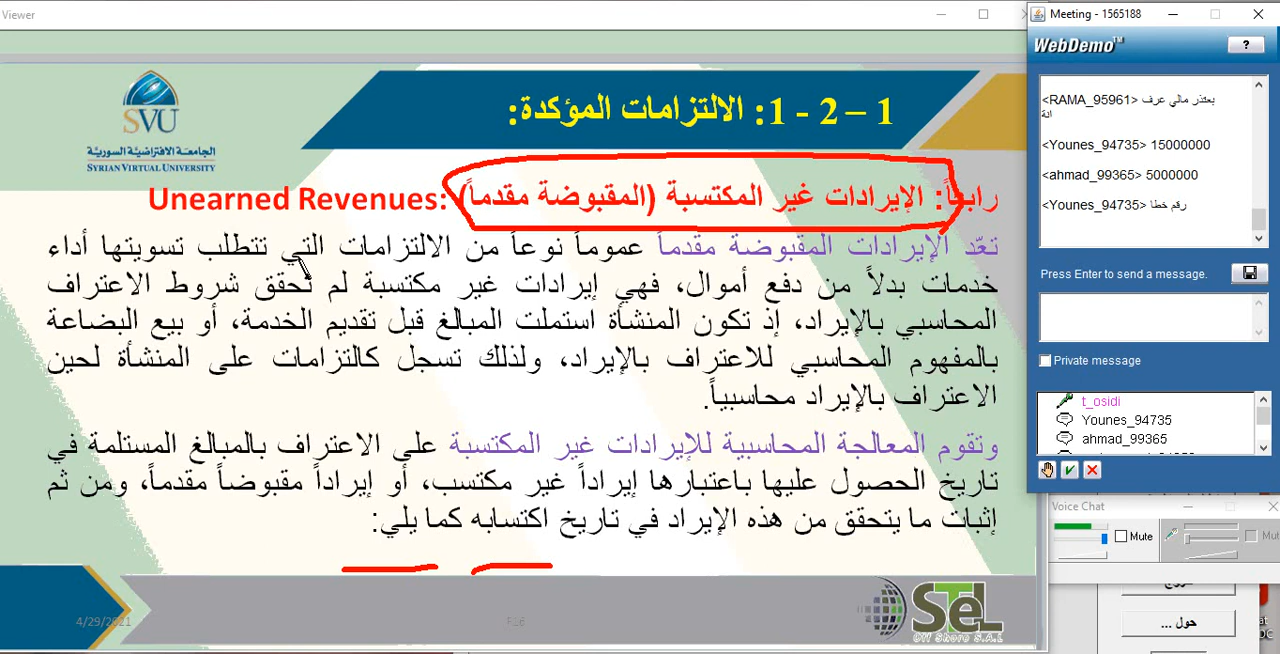 Viewer
SVU
الجامعة الافتراضية السورية
SYRIAN VIRTUAL UNIVERSITY
1 – 2 - 1: الالتزامات المؤكدة:
رابعاً: الإيرادات غير المكتسبة (المقبوضة مقدماً) :Unearned Revenues
تعّد الإيرادات المقبوضة مقدماً عموماً نوعاً من الالتزامات التي تتطلب تسويتها أداء
خدمات بدلاً من دفع أموال، فهي إيرادات غير مكتسبة لم تحقق شروط الاعتراف
المحاسبي بالإيراد، إذ تكون المنشأة استملت المبالغ قبل تقديم الخدمة، أو بيع البضاعة
بالمفهوم المحاسبي للاعتراف بالإيراد، ولذلك تسجل كالتزامات على المنشأة لحين
الاعتراف بالإيراد محاسبياً.
وتقوم المعالجة المحاسبية للإيرادات غير المكتسبة على الاعتراف بالمبالغ المستلمة في
تاريخ الحصول عليها باعتبارها إيراداً غير مكتسب، أو إيراداً مقبوضاً مقدماً، ومن ثم
إثبات ما يتحقق من هذه الإيراد في تاريخ اكتسابه كما يلي:
4/29/2021
F16
STeL
Off Shore S.A.L
Meeting - 1565188
WebDemo™
?
<RAMA_95961> بعتذر مالي عرف
انة
<Younes_94735> 15000000
<ahmad_99365> 5000000
<Younes_94735> رقم خطا
Press Enter to send a message.
Private message
t_osidi
Younes_94735
ahmad_99365
Voice Chat
Mute
Mut
حول ...